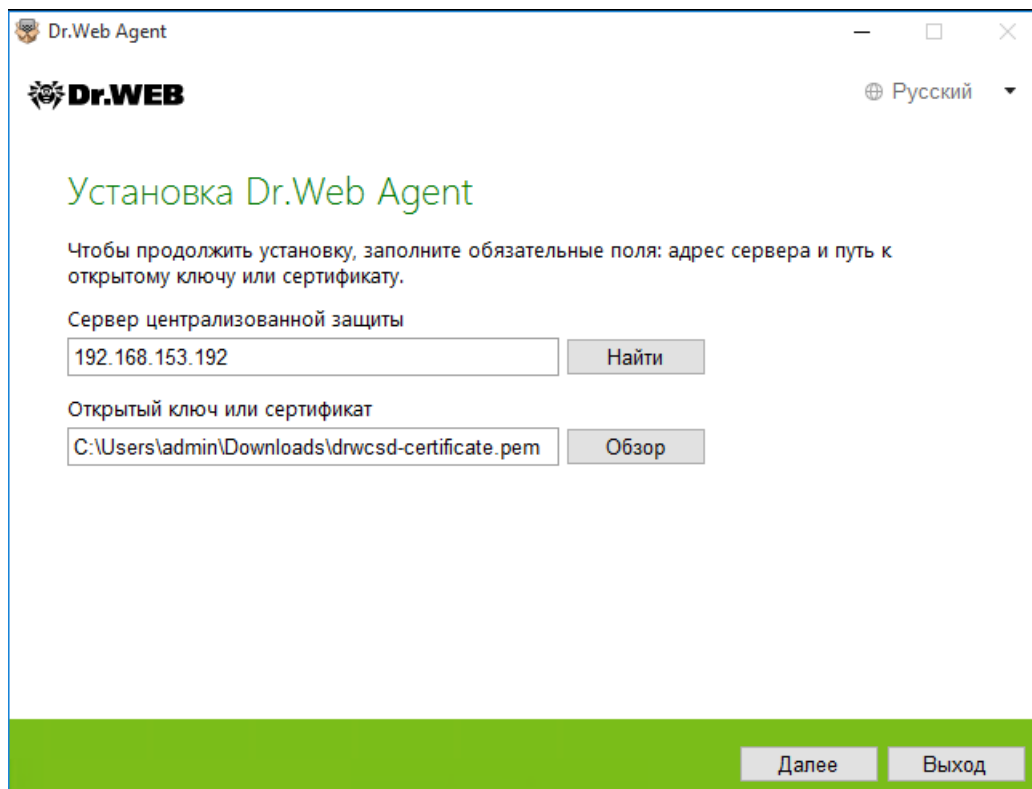 Dr.Web Agent
Dr.WEB
Русский
Установка Dr.Web Agent
Чтобы продолжить установку, заполните обязательные поля: адрес сервера и путь к
открытому ключу или сертификату.
Сервер централизованной защиты
192.168.153.192
Найти
Открытый ключ или сертификат
C:\Users\admin\Downloads\drwcsd-certificate.pem
Обзор
Далее
Выход